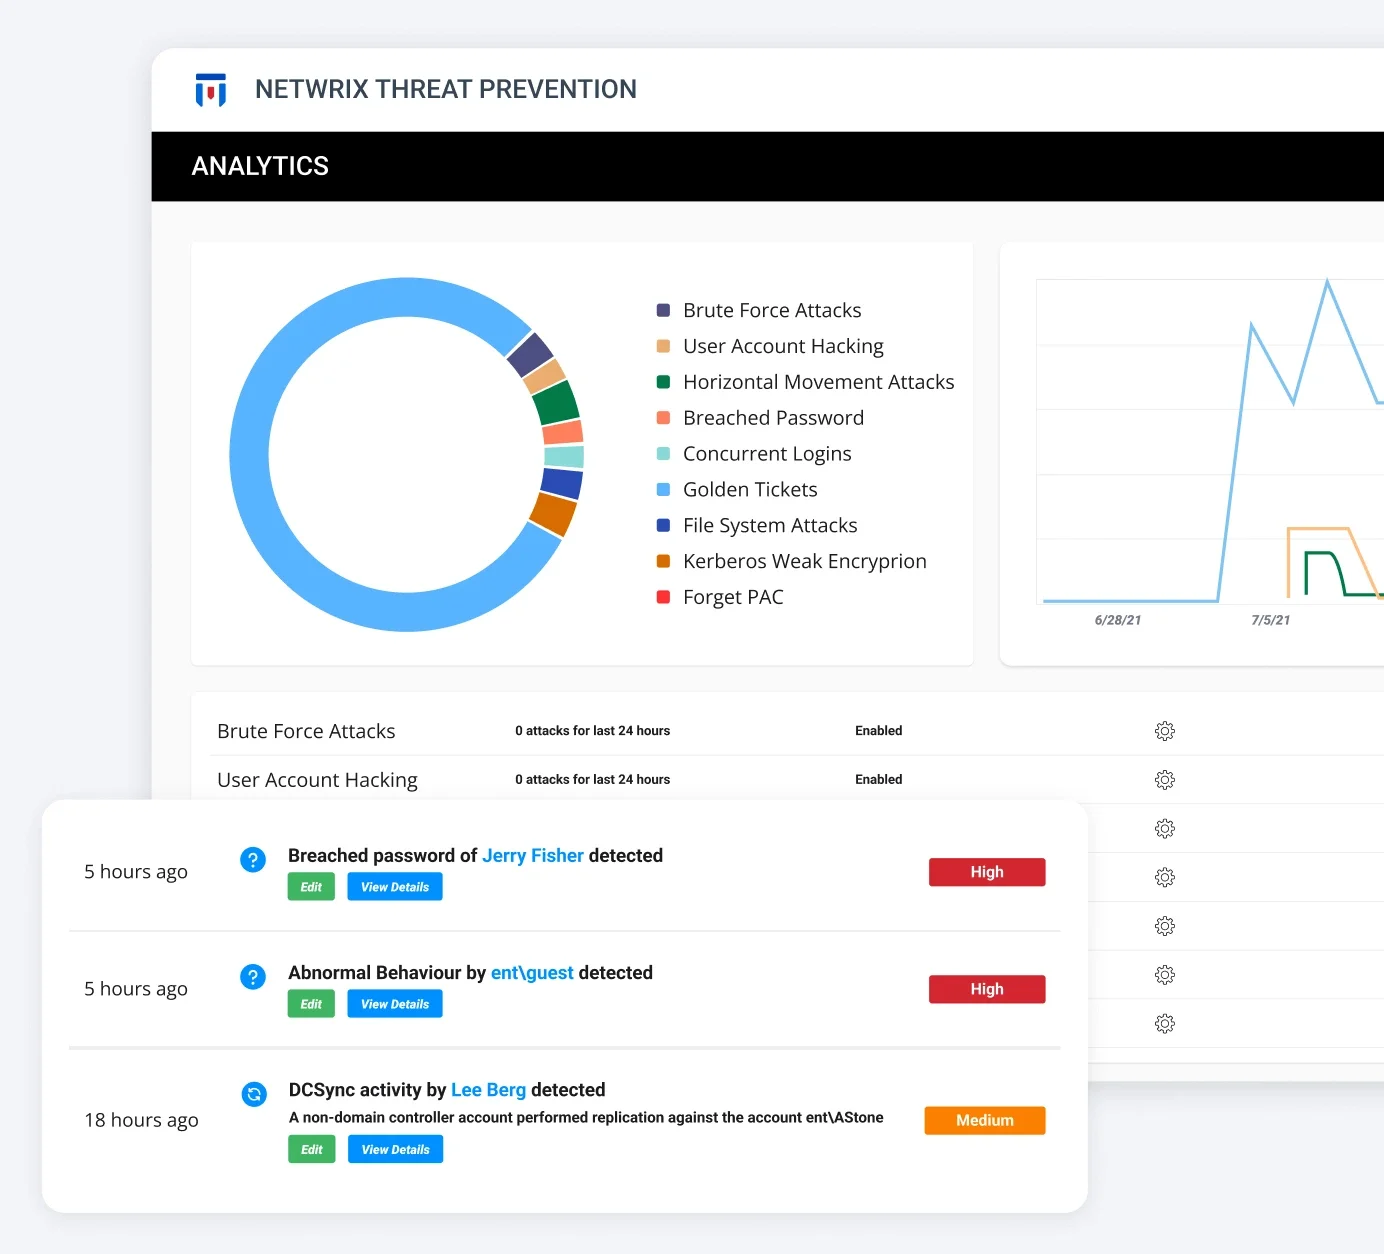 NETWRIX THREAT PREVENTION
ANALYTICS
Brute Force Attacks
User Account Hacking
Horizontal Movement Attacks
Breached Password
Concurrent Logins
Golden Tickets
File System Attacks
Kerberos Weak Encryprion
Forget PAC
6/28/21 7/5/21
Brute Force Attacks 0 attacks for last 24 hours Enabled
User Account Hacking 0 attacks for last 24 hours Enabled
5 hours ago ? Breached password of Jerry Fisher detected High
Edit View Details
5 hours ago ? Abnormal Behaviour by ent\guest detected High
Edit View Details
DCSync activity by Lee Berg detected
18 hours ago A non-domain controller account performed replication against the account ent\AStone Medium
Edit View Details